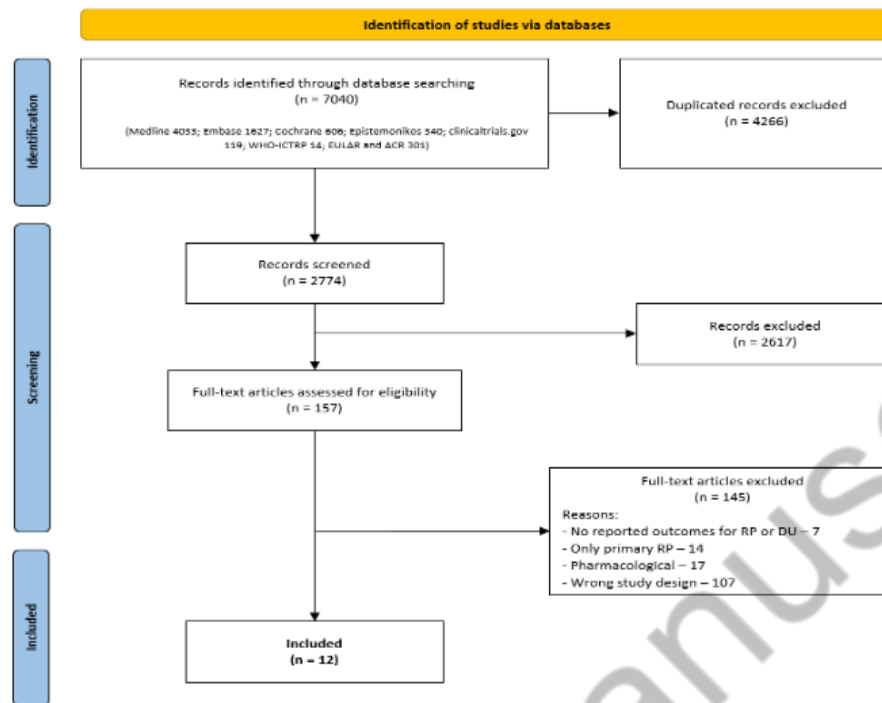 Identification of studies via databases
Identification
Records identified through database searching
(n = 7040)
(Medline 4033; Embase 1627; Cochrane 606; Epistemonikos 340; clinicaltrials.gov
119; WHO-ICTRP 14; EULAR and ACR 301)
Duplicated records excluded
(n = 4266)
Screening
Records screened
(n = 2774)
Records excluded
(n = 2617)
Full-text articles assessed for eligibility
(n = 157)
Full-text articles excluded
(n = 145)
Reasons:
- No reported outcomes for RP or DU – 7
- Only primary RP – 14
- Pharmacological – 17
- Wrong study design – 107
Included
Included
(n = 12)
anus